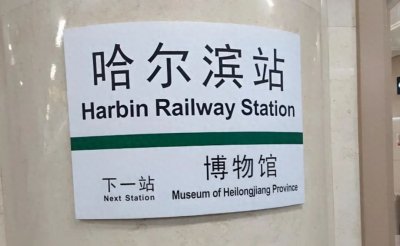 哈尔滨站
Harbin Railway Station
下一站
Next Station
博物馆
Museum of Heilongjiang Province